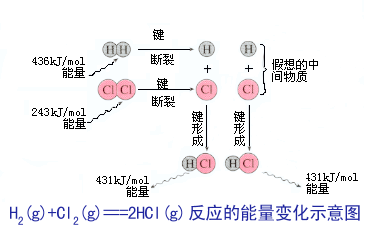 键
断裂
H H
H
H
436kJ/mol
能量
+
+
假想的中
间物质
Cl Cl
键
断裂
Cl
Cl
243kJ/mol
能量
键
形
成
键
形
成
H Cl
H Cl
431kJ/mol
能量
431kJ/mol
能量
H₂(g)+Cl₂(g)===2HCl(g)反应的能量变化示意图